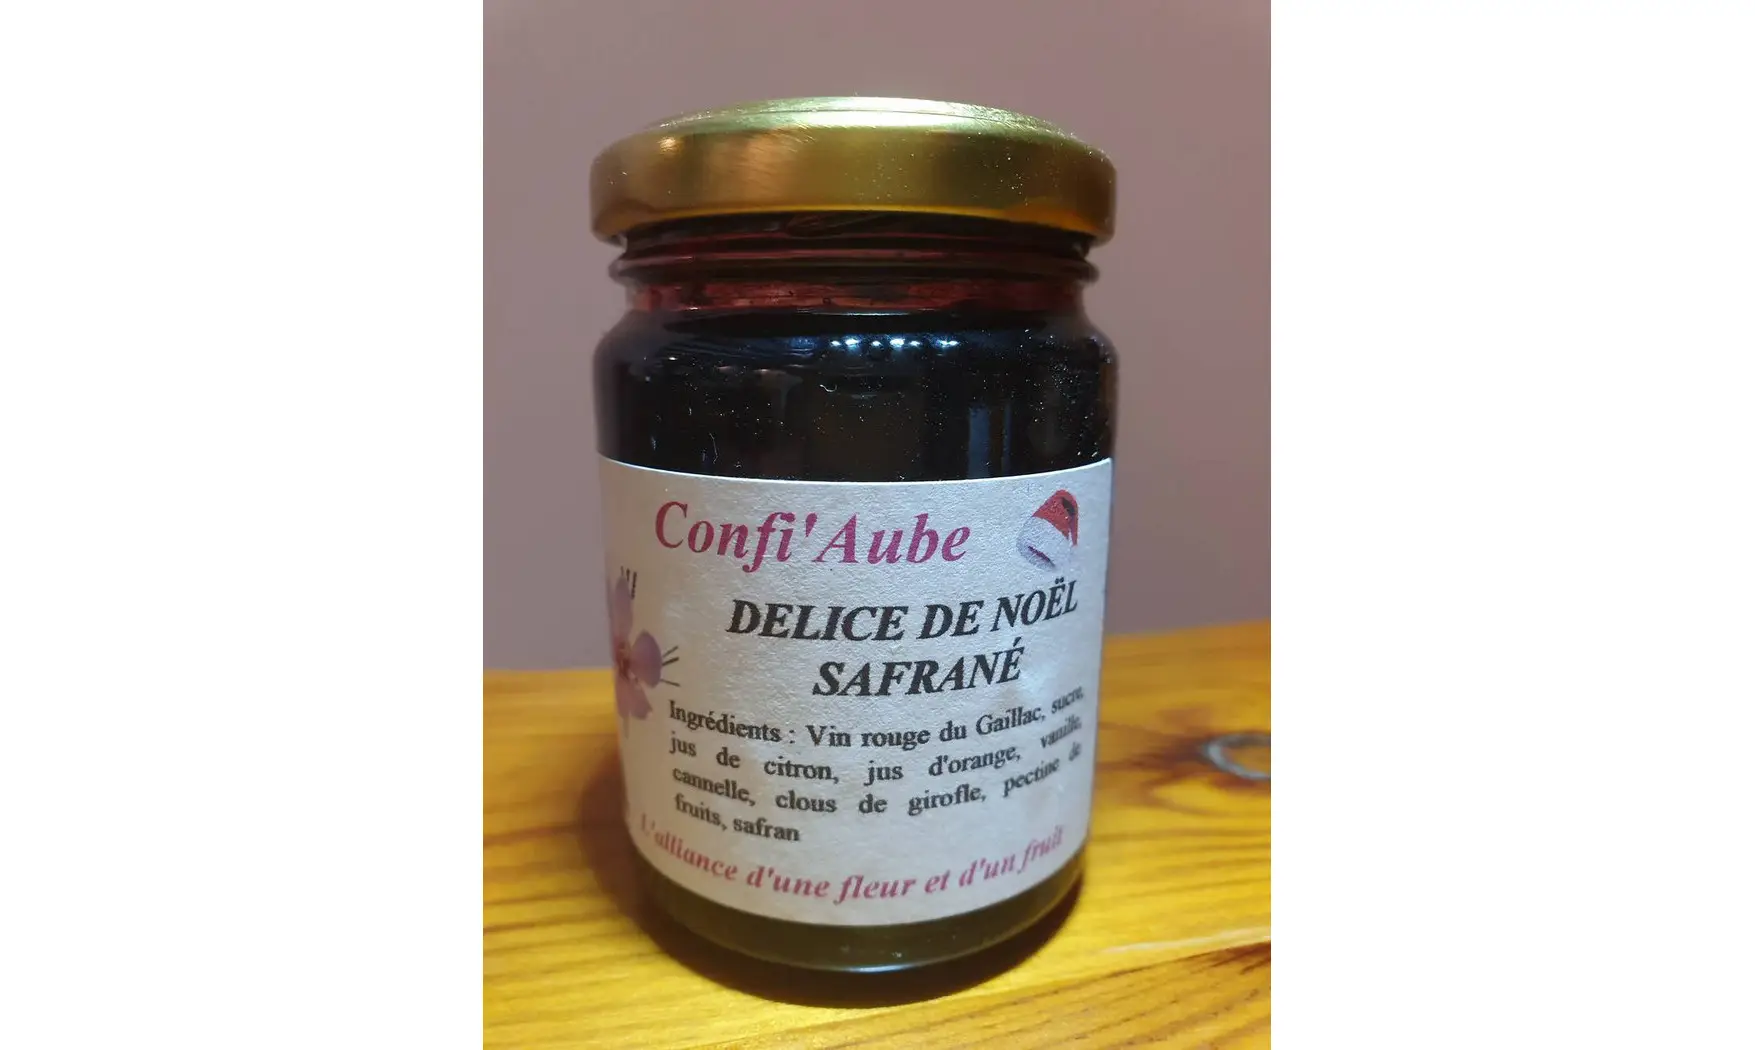 Confi'Aube
DELICE DE NOËL
SAFRANÉ
Ingrédients : Vin rouge du Gaillac, sucre,
jus de citron, jus d'orange, vanille,
cannelle, clous de girofle, pectine de
fruits, safran
L'alliance d'une fleur et d'un fruit